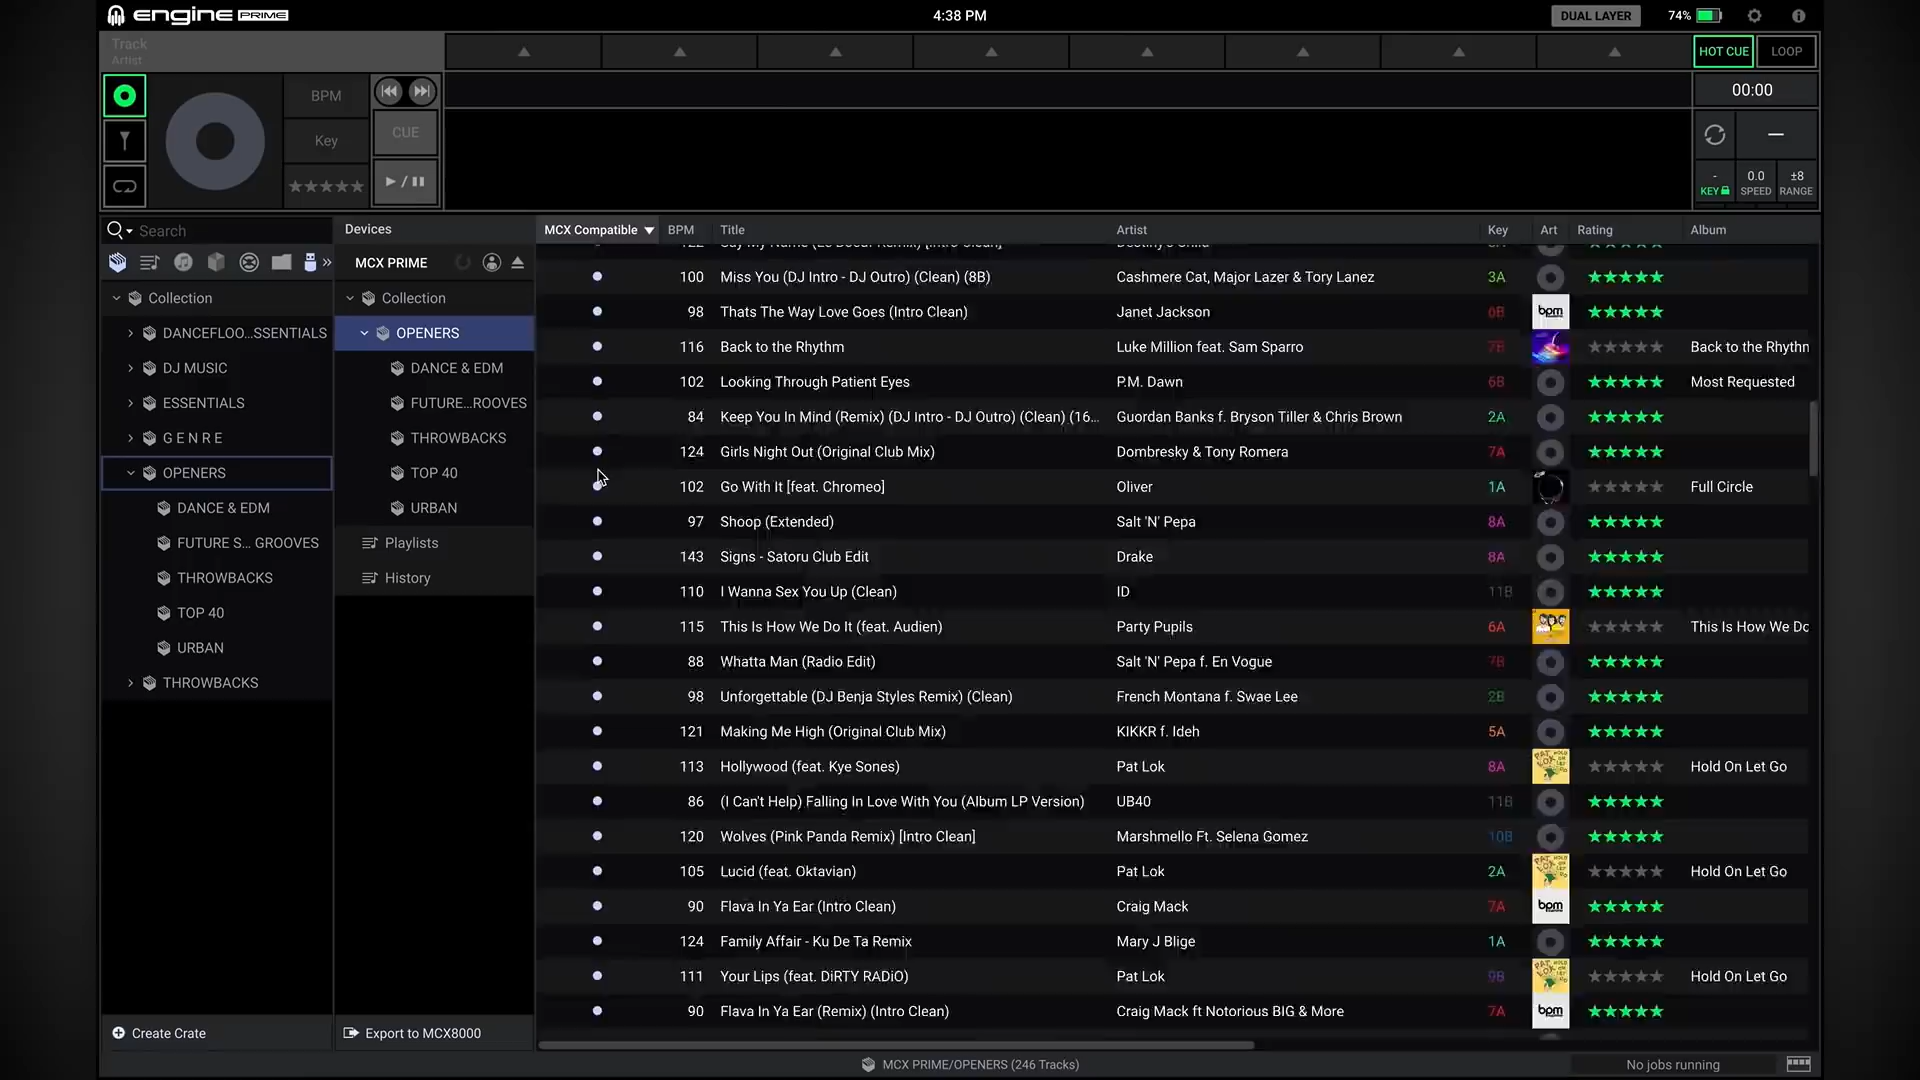 engine PRIME
4:38 PM
DUAL LAYER
74%
Track
Artist
HOT CUE
LOOP
BPM
Key
CUE
00:00
-
KEY
0.0
SPEED
±8
RANGE
Search
Devices
MCX PRIME
Collection
DANCEFLOO...SSENTIALS
DJ MUSIC
ESSENTIALS
G E N R E
OPENERS
DANCE & EDM
FUTURE S... GROOVES
THROWBACKS
TOP 40
URBAN
THROWBACKS
Create Crate
Collection
OPENERS
DANCE & EDM
FUTURE...ROOVES
THROWBACKS
TOP 40
URBAN
Playlists
History
Export to MCX8000
MCX Compatible BPM Title Artist Key Art Rating Album
100 Miss You (DJ Intro - DJ Outro) (Clean) (8B) Cashmere Cat, Major Lazer & Tory Lanez 3A
98 Thats The Way Love Goes (Intro Clean) Janet Jackson 6B bpm
116 Back to the Rhythm Luke Million feat. Sam Sparro 7B Back to the Rhythm
102 Looking Through Patient Eyes P.M. Dawn 6B Most Requested
84 Keep You In Mind (Remix) (DJ Intro - DJ Outro) (Clean) (16... Guordan Banks f. Bryson Tiller & Chris Brown 2A
124 Girls Night Out (Original Club Mix) Dombresky & Tony Romera 7A
102 Go With It [feat. Chromeo] Oliver 1A Full Circle
97 Shoop (Extended) Salt 'N' Pepa 8A
143 Signs - Satoru Club Edit Drake 8A
110 I Wanna Sex You Up (Clean) ID 11B
115 This Is How We Do It (feat. Audien) Party Pupils 6A This Is How We Do
88 Whatta Man (Radio Edit) Salt 'N' Pepa f. En Vogue 7B
98 Unforgettable (DJ Benja Styles Remix) (Clean) French Montana f. Swae Lee 2B
121 Making Me High (Original Club Mix) KIKKR f. Ideh 5A
113 Hollywood (feat. Kye Sones) Pat Lok 8A Hold On Let Go
86 (I Can't Help) Falling In Love With You (Album LP Version) UB40 11B
120 Wolves (Pink Panda Remix) [Intro Clean] Marshmello Ft. Selena Gomez 10B
105 Lucid (feat. Oktavian) Pat Lok 2A Hold On Let Go
90 Flava In Ya Ear (Intro Clean) Craig Mack 7A bpm
124 Family Affair - Ku De Ta Remix Mary J Blige 1A
111 Your Lips (feat. DiRTY RADiO) Pat Lok 9B Hold On Let Go
90 Flava In Ya Ear (Remix) (Intro Clean) Craig Mack ft Notorious BIG & More 7A bpm
MCX PRIME/OPENERS (246 Tracks)
No jobs running